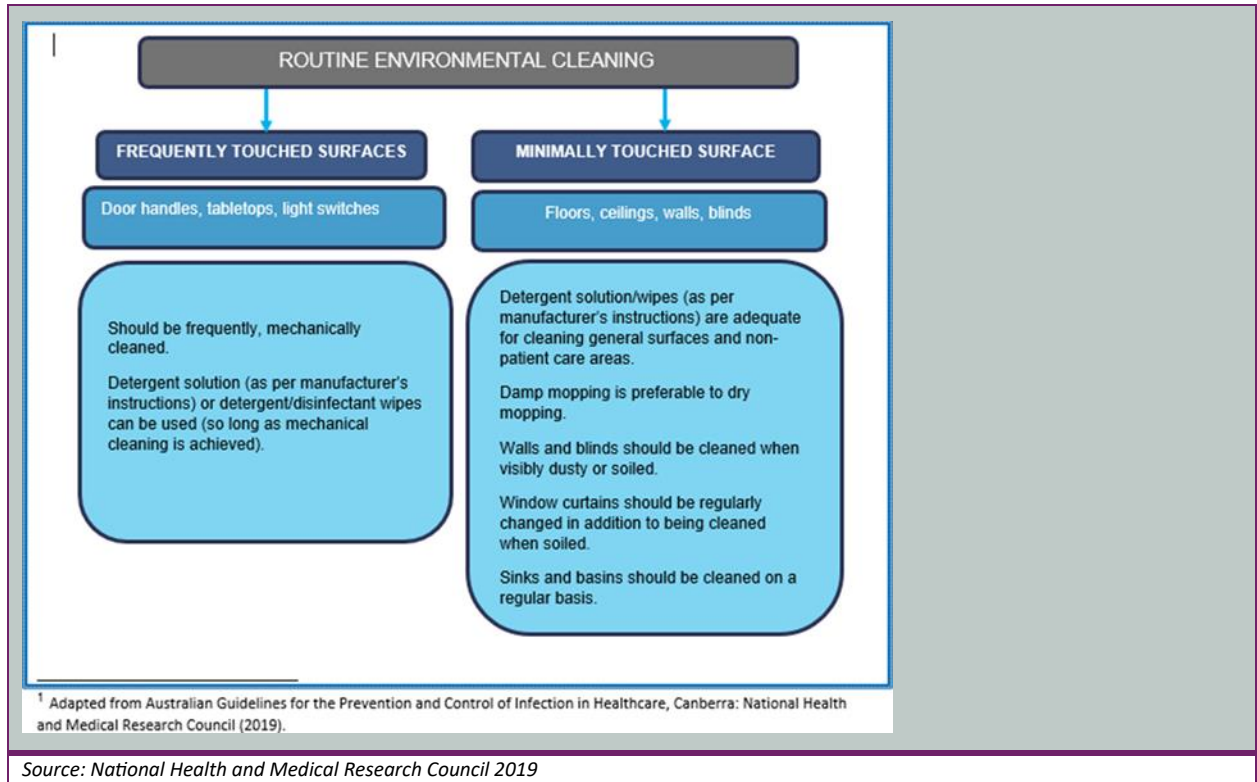 ROUTINE ENVIRONMENTAL CLEANING
FREQUENTLY TOUCHED SURFACES
Door handles, tabletops, light switches
Should be frequently, mechanically
cleaned.
Detergent solution (as per manufacturer's
instructions) or detergent/disinfectant wipes
can be used (so long as mechanical
cleaning is achieved).
MINIMALLY TOUCHED SURFACE
Floors, ceilings, walls, blinds
Detergent solution/wipes (as per
manufacturer's instructions) are adequate
for cleaning general surfaces and non-
patient care areas.
Damp mopping is preferable to dry
mopping.
Walls and blinds should be cleaned when
visibly dusty or soiled.
Window curtains should be regularly
changed in addition to being cleaned
when soiled.
Sinks and basins should be cleaned on a
regular basis.
1 Adapted from Australian Guidelines for the Prevention and Control of Infection in Healthcare, Canberra: National Health
and Medical Research Council (2019).
Source: National Health and Medical Research Council 2019